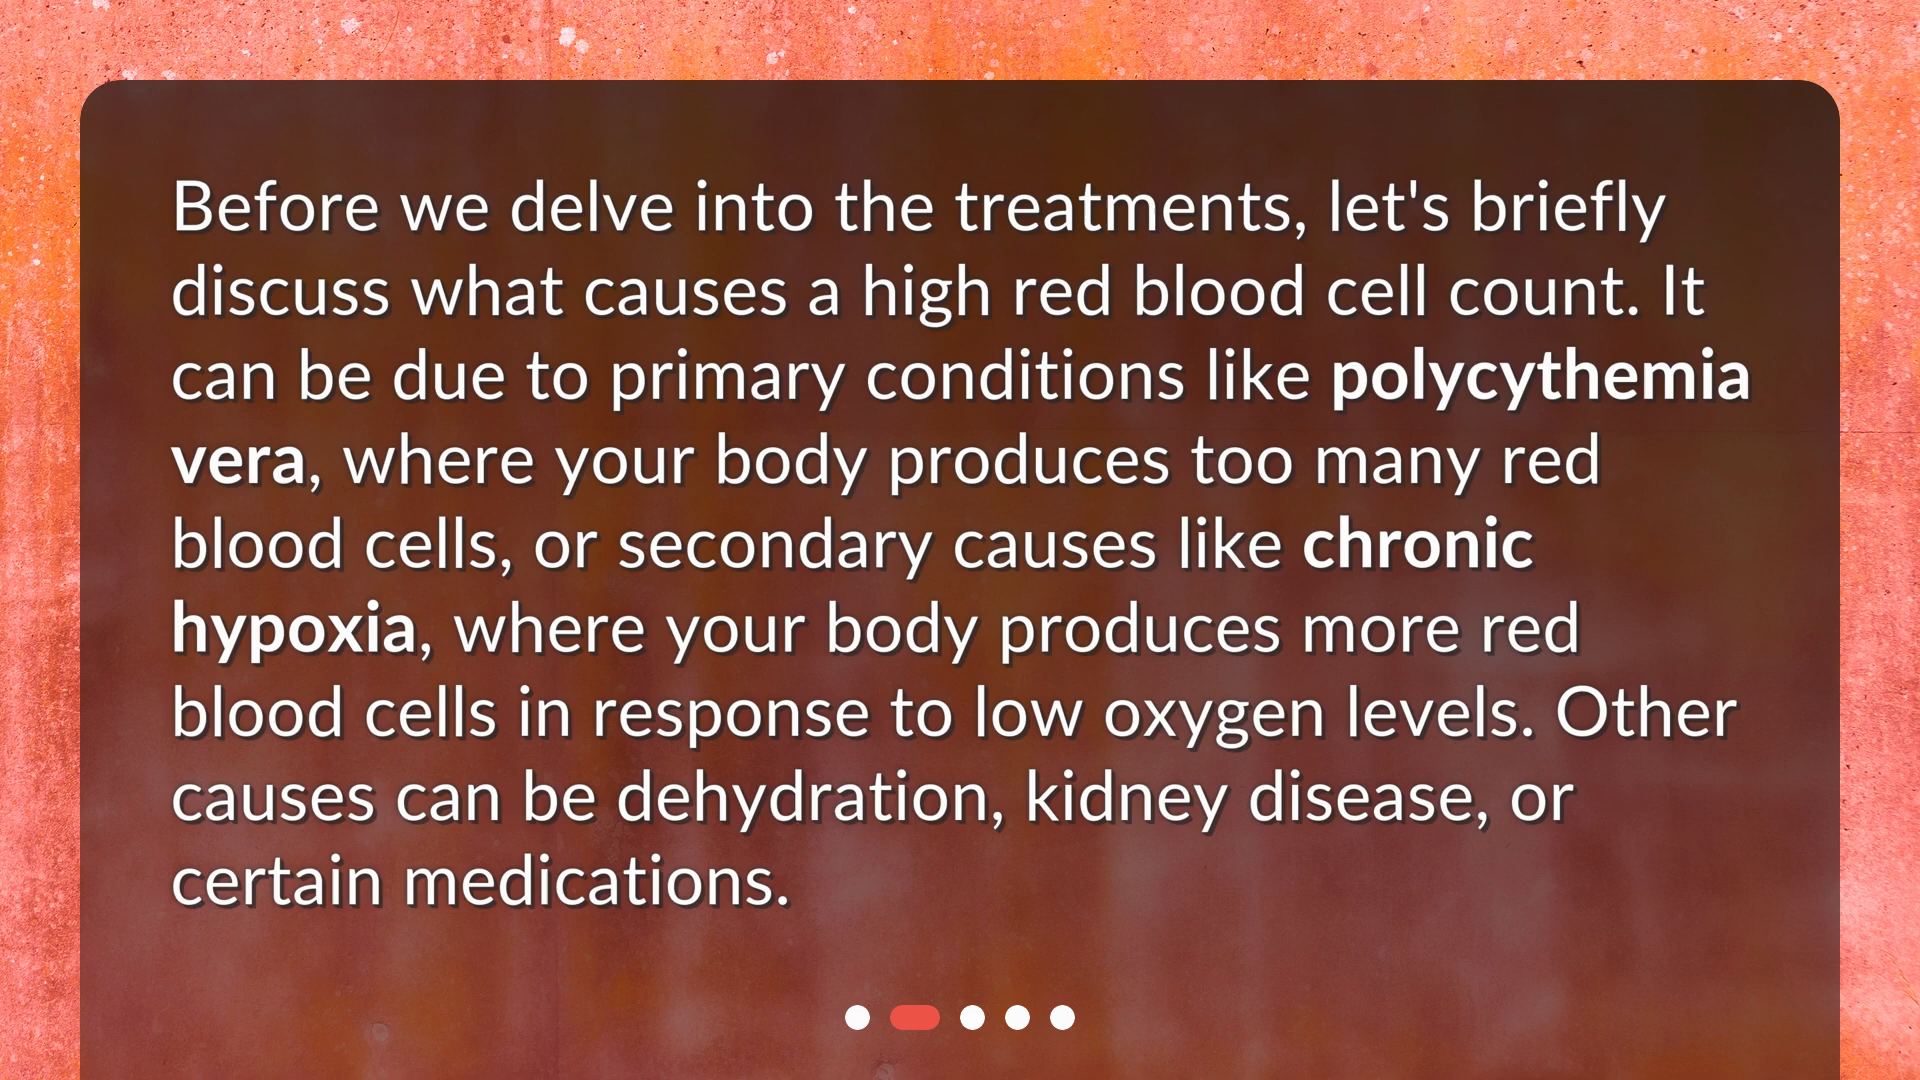 Before we delve into the treatments, let's briefly
discuss what causes a high red blood cell count. It
can be due to primary conditions like polycythemia
vera, where your body produces too many red
blood cells, or secondary causes like chronic
hypoxia, where your body produces more red
blood cells in response to low oxygen levels. Other
causes can be dehydration, kidney disease, or
certain medications.